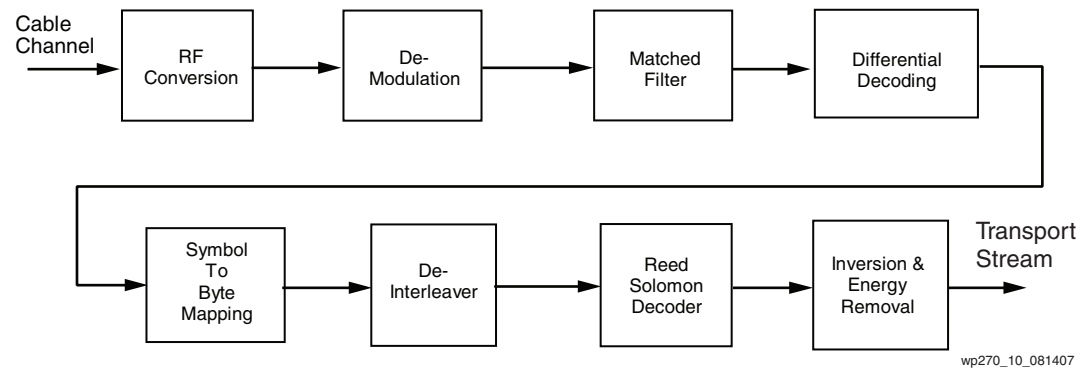 Cable
Channel
RF
Conversion
De-
Modulation
Matched
Filter
Differential
Decoding
Symbol
To
Byte
Mapping
De-
Interleaver
Reed
Solomon
Decoder
Inversion &
Energy
Removal
Transport
Stream
wp270_10_081407